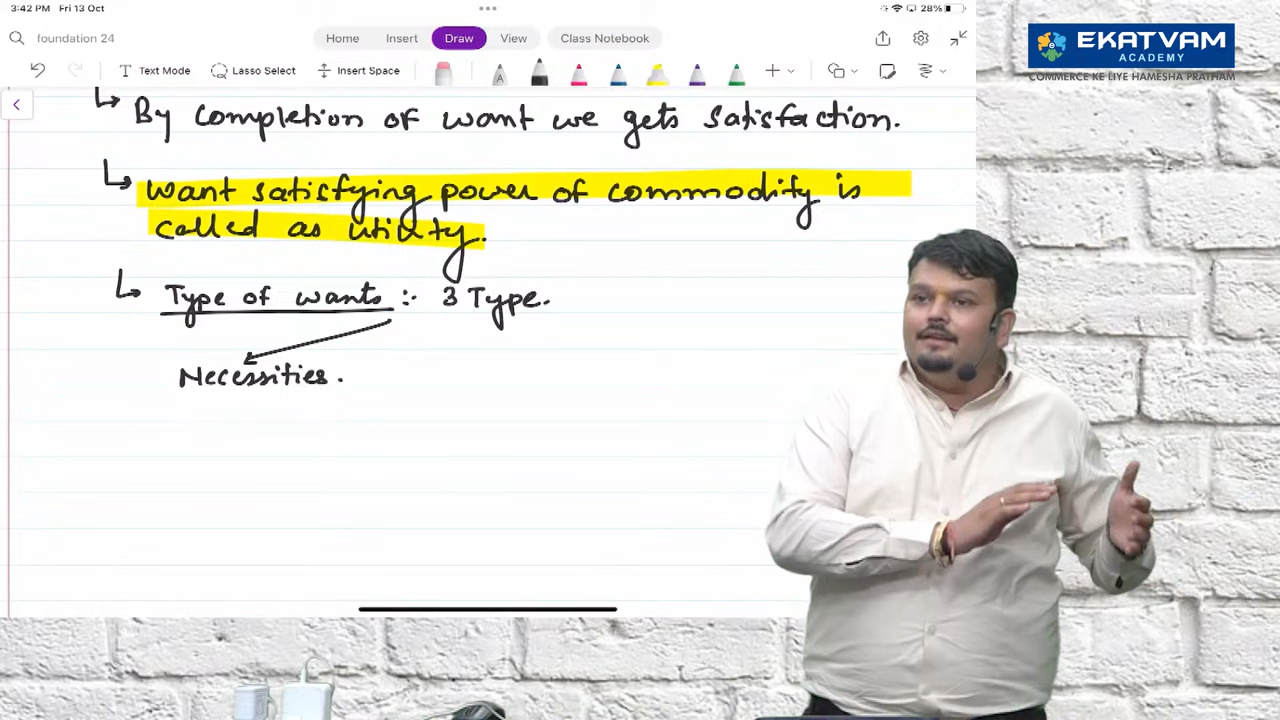 3:42 PM Fri 13 Oct
28%
foundation 24
Home Insert Draw View Class Notebook
Text Mode Lasso Select Insert Space
EKATVAM
ACADEMY
COMMERCE KE LIYE HAMESHA PRATHAM
By completion of want we gets satisfaction.
Want satisfying power of commodity is
called as utility.
Type of wants :- 3 Type.
Necessities.